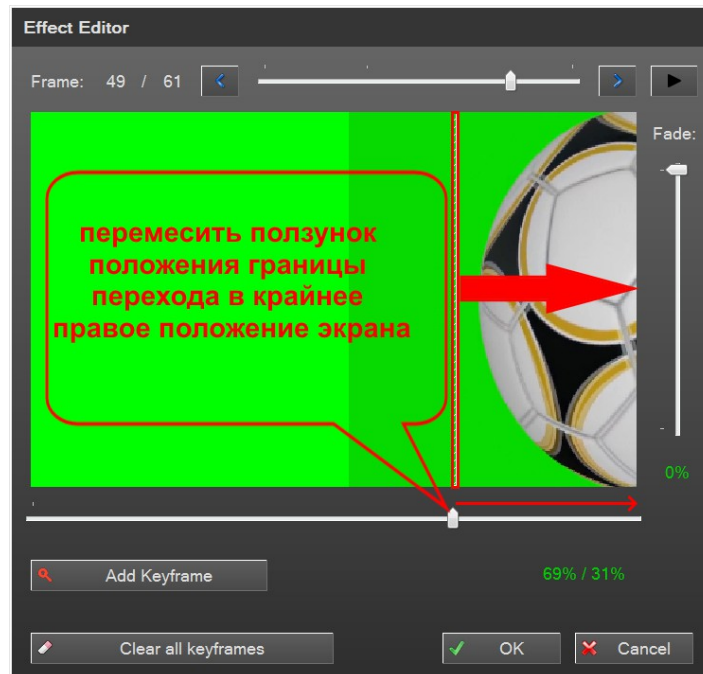 Effect Editor
Frame: 49 / 61
Fade:
перемесить ползунок
положения границы
перехода в крайнее
правое положение экрана
0%
Add Keyframe
69% / 31%
Clear all keyframes
OK
Cancel